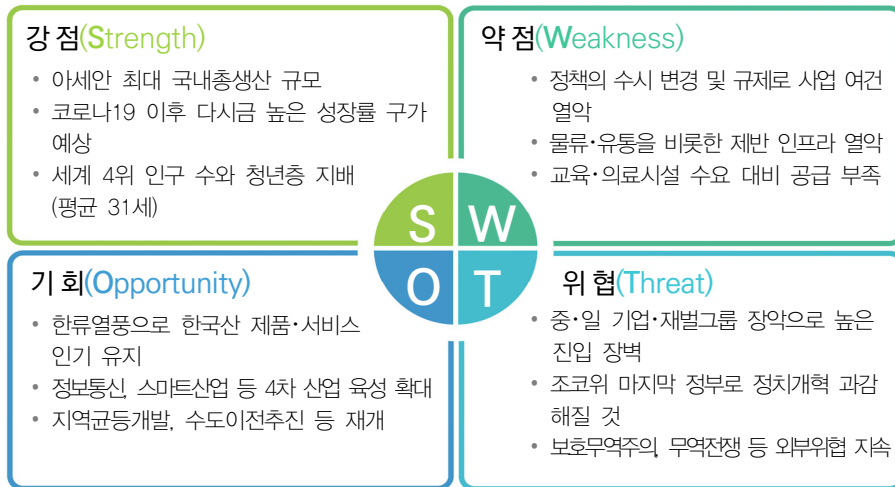 강 점(Strength)
• 아세안 최대 국내총생산 규모
• 코로나19 이후 다시금 높은 성장률 구가
예상
• 세계 4위 인구 수와 청년층 지배
(평균 31세)
약 점(Weakness)
• 정책의 수시 변경 및 규제로 사업 여건
열악
• 물류·유통을 비롯한 제반 인프라 열악
• 교육·의료시설 수요 대비 공급 부족
S W
O T
기 회(Opportunity)
• 한류열풍으로 한국산 제품·서비스
인기 유지
• 정보통신, 스마트산업 등 4차 산업 육성 확대
• 지역균등개발, 수도이전추진 등 재개
위 협(Threat)
• 중·일 기업·재벌그룹 장악으로 높은
진입 장벽
• 조코위 마지막 정부로 정치개혁 과감
해질 것
• 보호무역주의, 무역전쟁 등 외부위협 지속